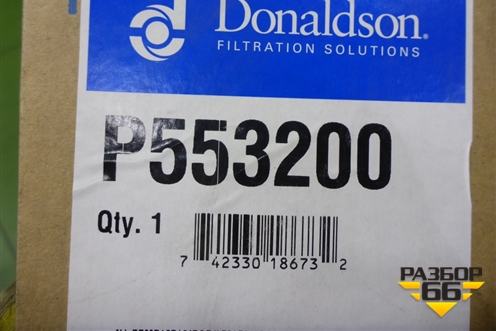 Donaldson®
FILTRATION SOLUTIONS
P553200
Qty. 1
7 42330 18673 2
РАЗБОР
66